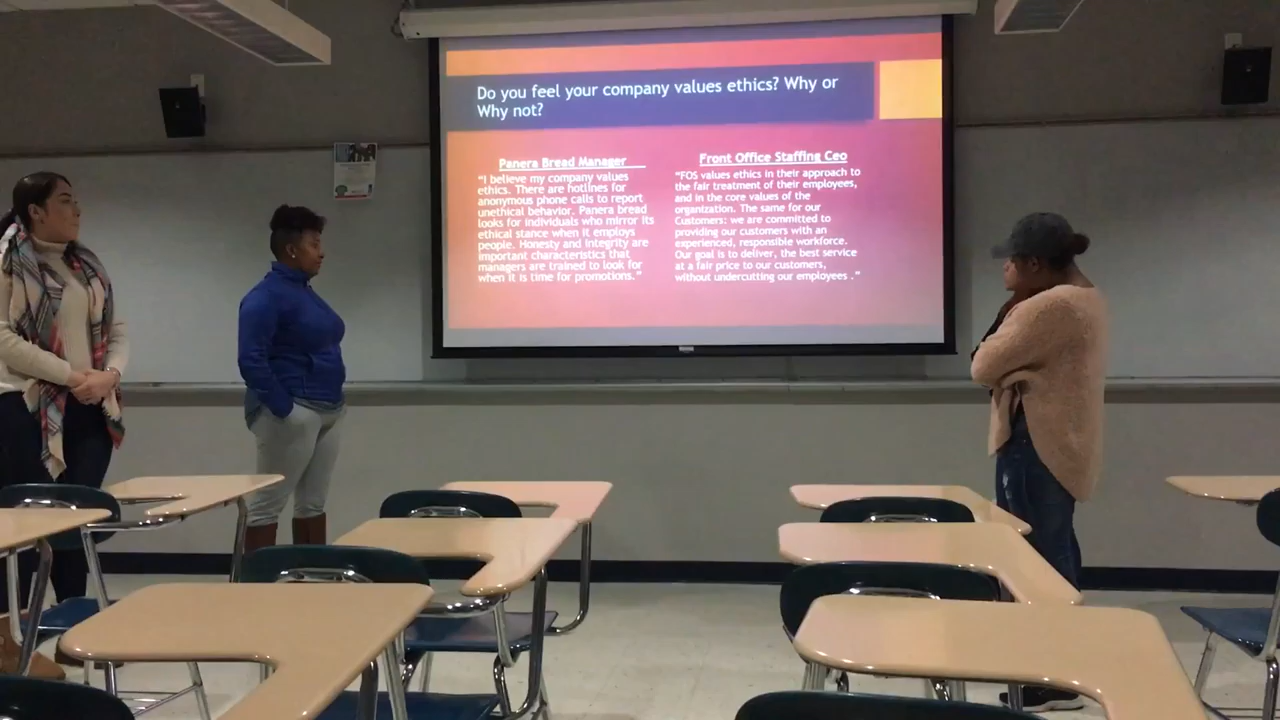 Do you feel your company values ethics? Why or
Why not?
Panera Bread Manager
"I believe my company values
ethics. There are hotlines for
anonymous phone calls to report
unethical behavior. Panera bread
looks for individuals who mirror its
ethical stance when it employs
people. Honesty and integrity are
important characteristics that
managers are trained to look for
when it is time for promotions."
Front Office Staffing Ceo
"FOS values ethics in their approach to
the fair treatment of their employees,
and in the core values of the
organization. The same for our
Customers: we are committed to
providing our customers with an
experienced, responsible workforce.
Our goal is to deliver, the best service
at a fair price to our customers,
without undercutting our employees ."